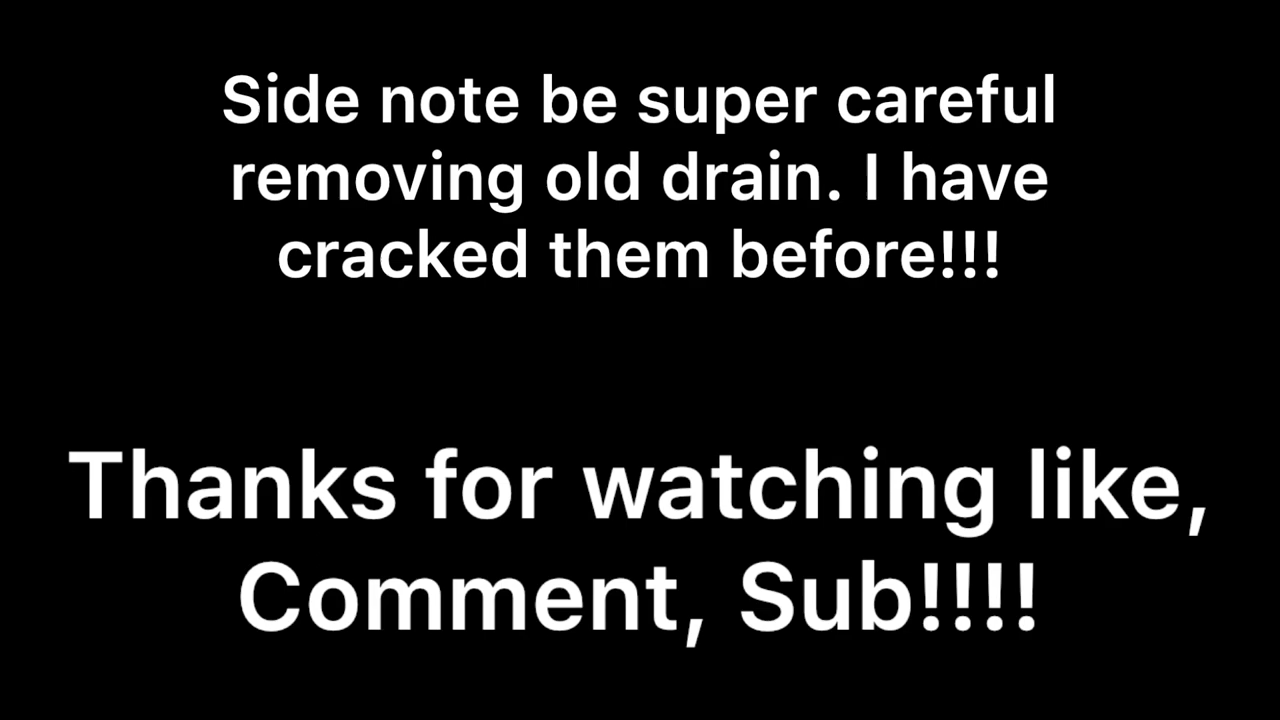 Side note be super careful
removing old drain. I have
cracked them before!!!
Thanks for watching like,
Comment, Sub!!!!